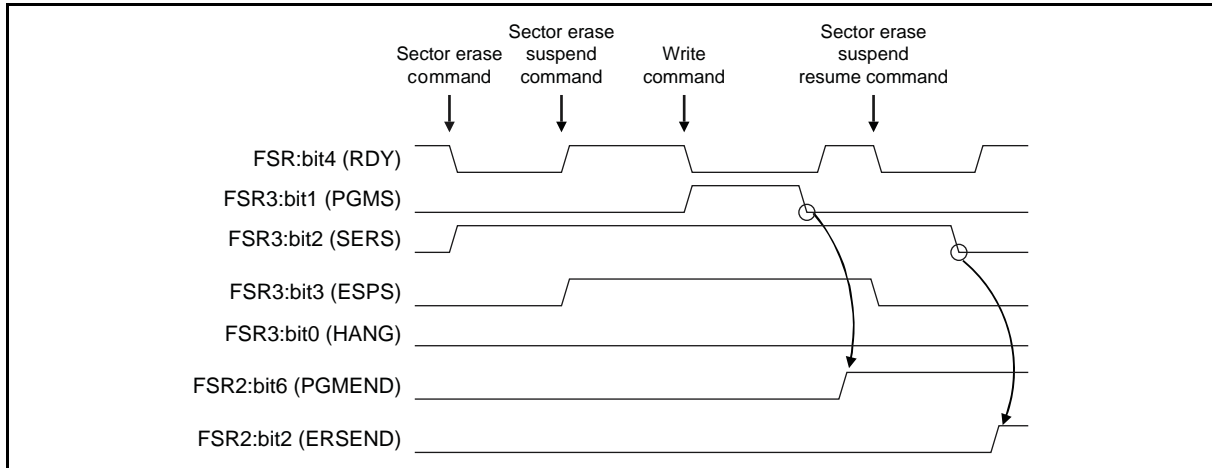 Sector erase
command
Sector erase
suspend
command
Write
command
Sector erase
suspend
resume command
FSR:bit4 (RDY)
FSR3:bit1 (PGMS)
FSR3:bit2 (SERS)
FSR3:bit3 (ESPS)
FSR3:bit0 (HANG)
FSR2:bit6 (PGMEND)
FSR2:bit2 (ERSEND)